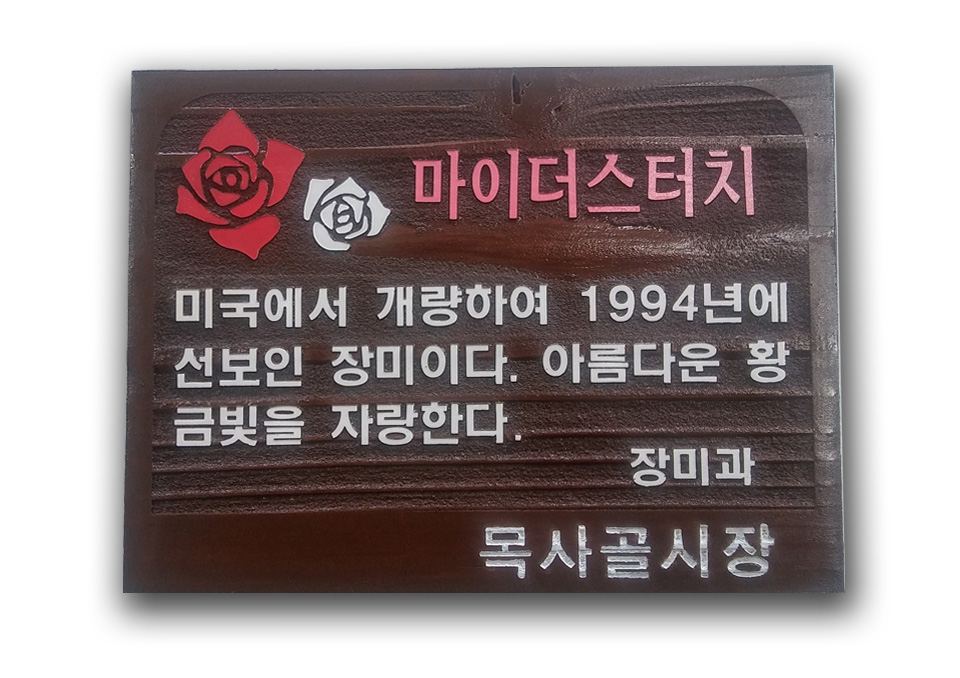 마이더스터치
미국에서 개량하여 1994년에
선보인 장미이다. 아름다운 황
금빛을 자랑한다.
장미과
목사골시장